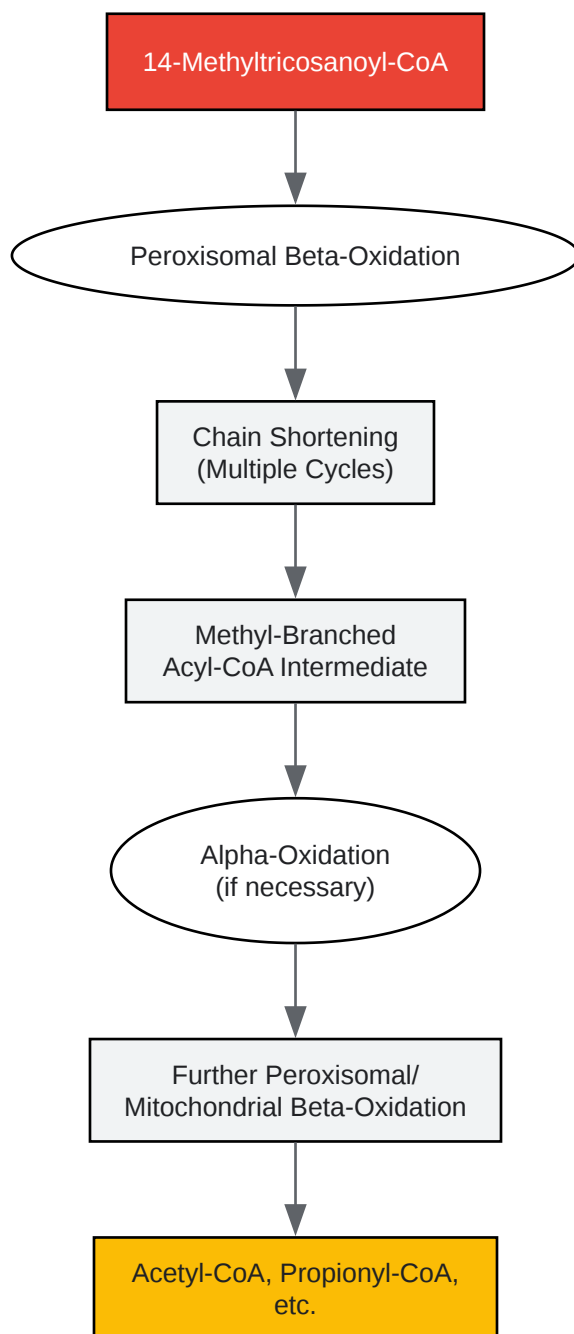 14-Methyltricosanoyl-CoA
Peroxisomal Beta-Oxidation
Chain Shortening
(Multiple Cycles)
Methyl-Branched
Acyl-CoA Intermediate
Alpha-Oxidation
(if necessary)
Further Peroxisomal/
Mitochondrial Beta-Oxidation
Acetyl-CoA, Propionyl-CoA,
etc.